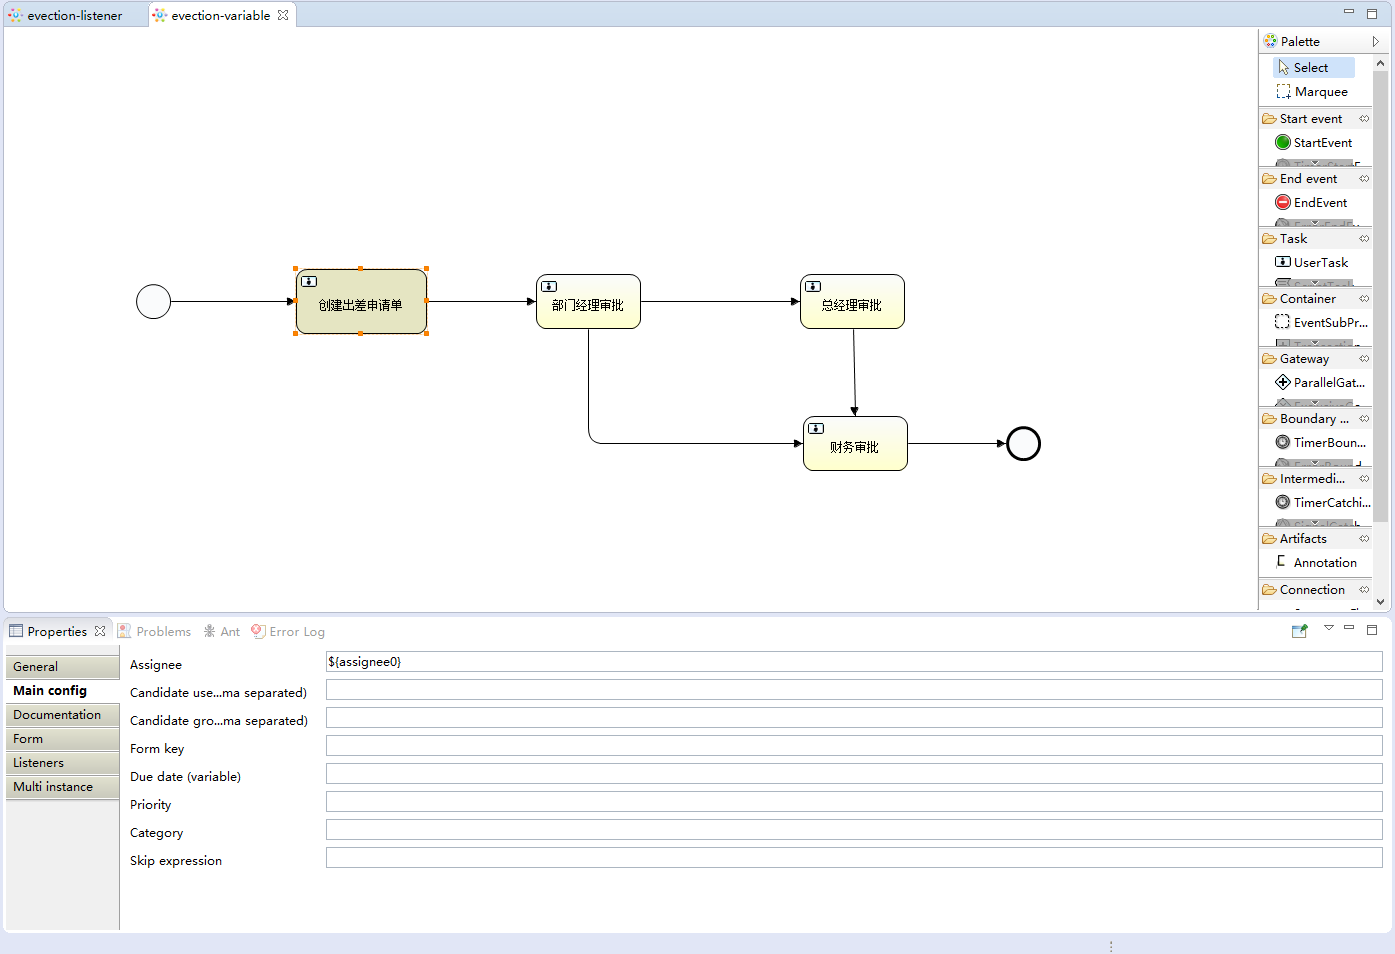 evection-listener
evection-variable
Palette
Select
Marquee
Start event
StartEvent
End event
EndEvent
Task
UserTask
Container
EventSubPr...
Gateway
ParallelGat...
Boundary ...
TimerBoun...
Intermedi...
TimerCatchi...
Artifacts
Annotation
Connection
创建出差申请单
部门经理审批
总经理审批
财务审批
Properties
Problems
Ant
Error Log
General
Main config
Documentation
Form
Listeners
Multi instance
Assignee
${assignee0}
Candidate use...ma separated)
Candidate gro...ma separated)
Form key
Due date (variable)
Priority
Category
Skip expression